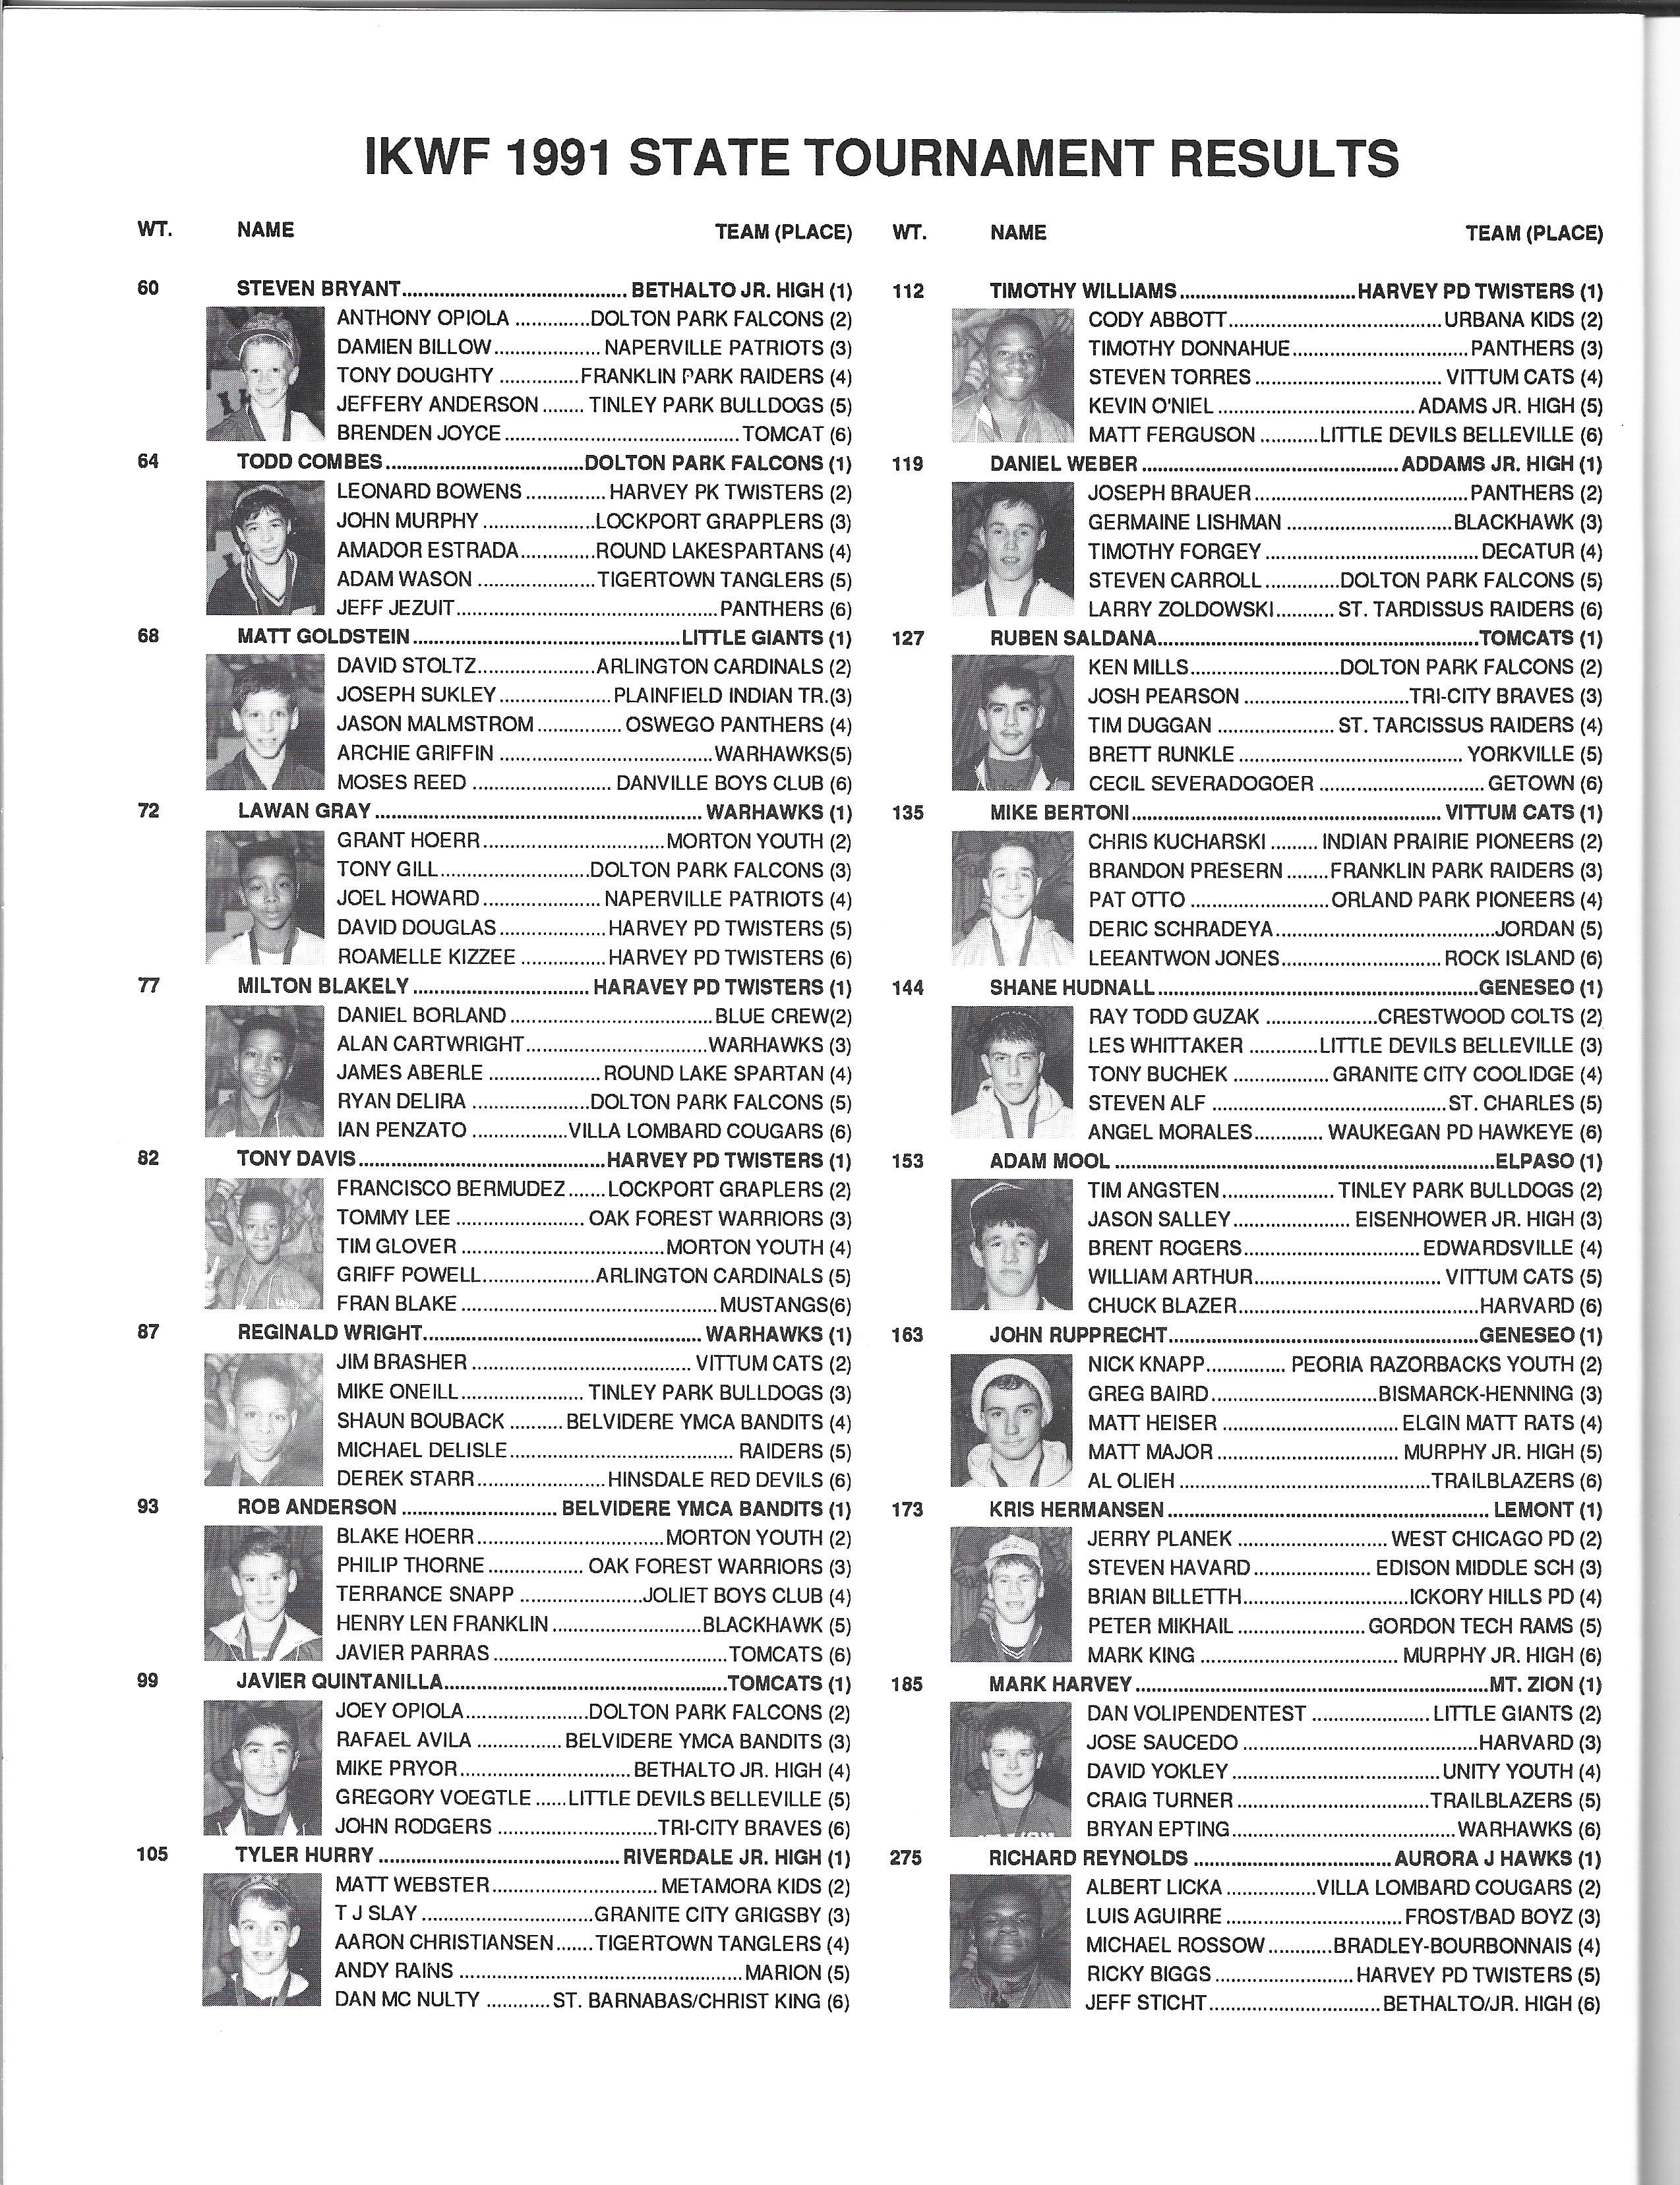 IKWF 1991 STATE TOURNAMENT RESULTS
WT. NAME TEAM (PLACE)
60 STEVEN BRYANT..........BETHALTO JR. HIGH (1)
ANTHONY OPIOLA..........DOLTON PARK FALCONS (2)
DAMIEN BILLOW..........NAPERVILLE PATRIOTS (3)
TONY DOUGHTY..........FRANKLIN PARK RAIDERS (4)
JEFFERY ANDERSON..........TINLEY PARK BULLDOGS (5)
BRENDEN JOYCE..........TOMCAT (6)
64 TODD COMBES..........DOLTON PARK FALCONS (1)
LEONARD BOWENS..........HARVEY PK TWISTERS (2)
JOHN MURPHY..........LOCKPORT GRAPPLERS (3)
AMADOR ESTRADA..........ROUND LAKESPARTANS (4)
ADAM WASON..........TIGERTOWN TANGLERS (5)
JEFF JEZUIT..........PANTHERS (6)
68 MATT GOLDSTEIN..........LITTLE GIANTS (1)
DAVID STOLTZ..........ARLINGTON CARDINALS (2)
JOSEPH SUKLEY..........PLAINFIELD INDIAN TR.(3)
JASON MALMSTROM..........OSWEGO PANTHERS (4)
ARCHIE GRIFFIN..........WARHAWKS(5)
MOSES REED..........DANVILLE BOYS CLUB (6)
72 LAWAN GRAY..........WARHAWKS (1)
GRANT HOERR..........MORTON YOUTH (2)
TONY GILL..........DOLTON PARK FALCONS (3)
JOEL HOWARD..........NAPERVILLE PATRIOTS (4)
DAVID DOUGLAS..........HARVEY PD TWISTERS (5)
ROAMELLE KIZZEE..........HARVEY PD TWISTERS (6)
77 MILTON BLAKELY..........HARAVEY PD TWISTERS (1)
DANIEL BORLAND..........BLUE CREW(2)
ALAN CARTWRIGHT..........WARHAWKS (3)
JAMES ABERLE..........ROUND LAKE SPARTAN (4)
RYAN DELIRA..........DOLTON PARK FALCONS (5)
IAN PENZATO..........VILLA LOMBARD COUGARS (6)
82 TONY DAVIS..........HARVEY PD TWISTERS (1)
FRANCISCO BERMUDEZ..........LOCKPORT GRAPLERS (2)
TOMMY LEE..........OAK FOREST WARRIORS (3)
TIM GLOVER..........MORTON YOUTH (4)
GRIFF POWELL..........ARLINGTON CARDINALS (5)
FRAN BLAKE..........MUSTANGS(6)
87 REGINALD WRIGHT..........WARHAWKS (1)
JIM BRASHER..........VITTUM CATS (2)
MIKE ONEILL..........TINLEY PARK BULLDOGS (3)
SHAUN BOUBACK..........BELVIDERE YMCA BANDITS (4)
MICHAEL DELISLE..........RAIDERS (5)
DEREK STARR..........HINSDALE RED DEVILS (6)
93 ROB ANDERSON..........BELVIDERE YMCA BANDITS (1)
BLAKE HOERR..........MORTON YOUTH (2)
PHILIP THORNE..........OAK FOREST WARRIORS (3)
TERRANCE SNAPP..........JOLIET BOYS CLUB (4)
HENRY LEN FRANKLIN..........BLACKHAWK (5)
JAVIER PARRAS..........TOMCATS (6)
99 JAVIER QUINTANILLA..........TOMCATS (1)
JOEY OPIOLA..........DOLTON PARK FALCONS (2)
RAFAEL AVILA..........BELVIDERE YMCA BANDITS (3)
MIKE PRYOR..........BETHALTO JR. HIGH (4)
GREGORY VOEGTLE..........LITTLE DEVILS BELLEVILLE (5)
JOHN RODGERS..........TRI-CITY BRAVES (6)
105 TYLER HURRY..........RIVERDALE JR. HIGH (1)
MATT WEBSTER..........METAMORA KIDS (2)
T J SLAY..........GRANITE CITY GRIGSBY (3)
AARON CHRISTIANSEN..........TIGERTOWN TANGLERS (4)
ANDY RAINS..........MARION (5)
DAN MC NULTY..........ST. BARNABAS/CHRIST KING (6)
WT. NAME TEAM (PLACE)
112 TIMOTHY WILLIAMS..........HARVEY PD TWISTERS (1)
CODY ABBOTT..........URBANA KIDS (2)
TIMOTHY DONNAHUE..........PANTHERS (3)
STEVEN TORRES..........VITTUM CATS (4)
KEVIN O'NIEL..........ADAMS JR. HIGH (5)
MATT FERGUSON..........LITTLE DEVILS BELLEVILLE (6)
119 DANIEL WEBER..........ADDAMS JR. HIGH (1)
JOSEPH BRAUER..........PANTHERS (2)
GERMAINE LISHMAN..........BLACKHAWK (3)
TIMOTHY FORGEY..........DECATUR (4)
STEVEN CARROLL..........DOLTON PARK FALCONS (5)
LARRY ZOLDOWSKI..........ST. TARDISSUS RAIDERS (6)
127 RUBEN SALDANA..........TOMCATS (1)
KEN MILLS..........DOLTON PARK FALCONS (2)
JOSH PEARSON..........TRI-CITY BRAVES (3)
TIM DUGGAN..........ST. TARCISSUS RAIDERS (4)
BRETT RUNKLE..........YORKVILLE (5)
CECIL SEVERADOGOER..........GETOWN (6)
135 MIKE BERTONI..........VITTUM CATS (1)
CHRIS KUCHARSKI..........INDIAN PRAIRIE PIONEERS (2)
BRANDON PRESERN..........FRANKLIN PARK RAIDERS (3)
PAT OTTO..........ORLAND PARK PIONEERS (4)
DERIC SCHRADEYA..........JORDAN (5)
LEEANTWON JONES..........ROCK ISLAND (6)
144 SHANE HUDNALL..........GENESEO (1)
RAY TODD GUZAK..........CRESTWOOD COLTS (2)
LES WHITTAKER..........LITTLE DEVILS BELLEVILLE (3)
TONY BUCHEK..........GRANITE CITY COOLIDGE (4)
STEVEN ALF..........ST. CHARLES (5)
ANGEL MORALES..........WAUKEGAN PD HAWKEYE (6)
153 ADAM MOOL..........ELPASO (1)
TIM ANGSTEN..........TINLEY PARK BULLDOGS (2)
JASON SALLEY..........EISENHOWER JR. HIGH (3)
BRENT ROGERS..........EDWARDSVILLE (4)
WILLIAM ARTHUR..........VITTUM CATS (5)
CHUCK BLAZER..........HARVARD (6)
163 JOHN RUPPRECHT..........GENESEO (1)
NICK KNAPP..........PEORIA RAZORBACKS YOUTH (2)
GREG BAIRD..........BISMARCK-HENNING (3)
MATT HEISER..........ELGIN MATT RATS (4)
MATT MAJOR..........MURPHY JR. HIGH (5)
AL OLIEH..........TRAILBLAZERS (6)
173 KRIS HERMANSEN..........LEMONT (1)
JERRY PLANEK..........WEST CHICAGO PD (2)
STEVEN HAVARD..........EDISON MIDDLE SCH (3)
BRIAN BILLETTH..........ICKORY HILLS PD (4)
PETER MIKHAIL..........GORDON TECH RAMS (5)
MARK KING..........MURPHY JR. HIGH (6)
185 MARK HARVEY..........MT. ZION (1)
DAN VOLIPENDENTEST..........LITTLE GIANTS (2)
JOSE SAUCEDO..........HARVARD (3)
DAVID YOKLEY..........UNITY YOUTH (4)
CRAIG TURNER..........TRAILBLAZERS (5)
BRYAN EPTING..........WARHAWKS (6)
275 RICHARD REYNOLDS..........AURORA J HAWKS (1)
ALBERT LICKA..........VILLA LOMBARD COUGARS (2)
LUIS AGUIRRE..........FROST/BAD BOYZ (3)
MICHAEL ROSSOW..........BRADLEY-BOURBONNAIS (4)
RICKY BIGGS..........HARVEY PD TWISTERS (5)
JEFF STICHT..........BETHALTO/JR. HIGH (6)